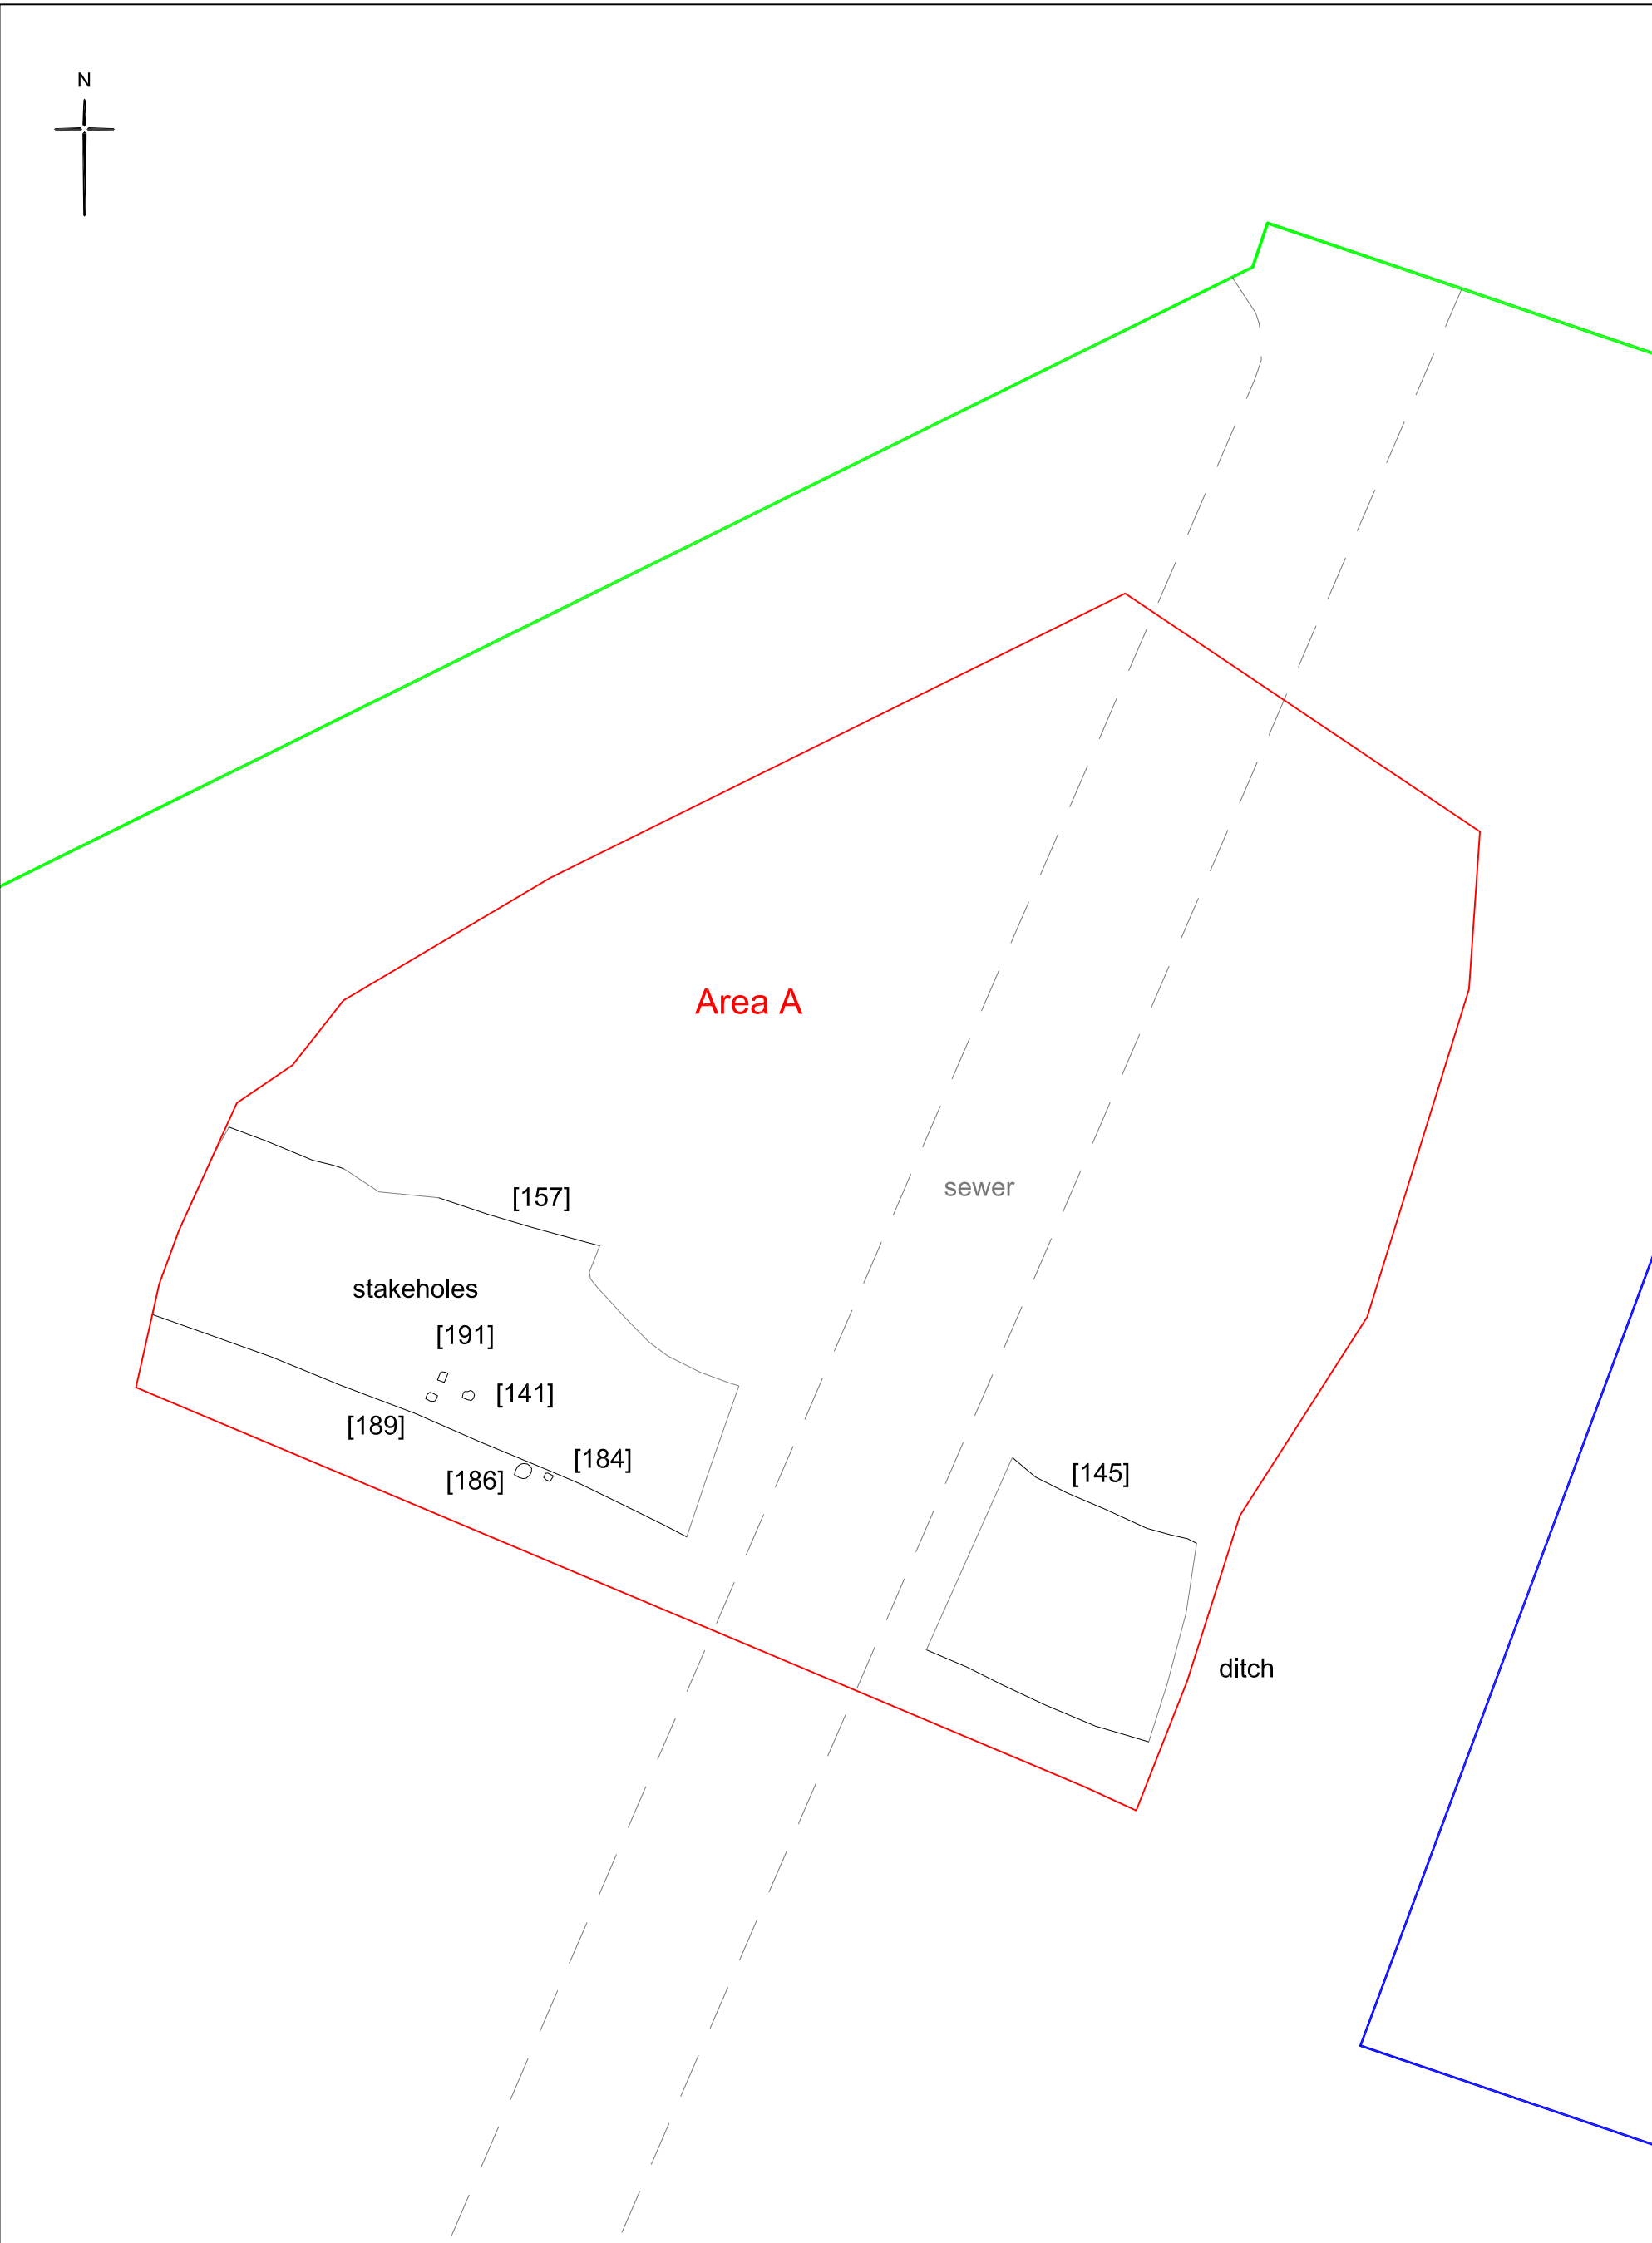 N
Area A
sewer
[157]
stakeholes
[191]
[141]
[189]
[184]
[186]
[145]
ditch